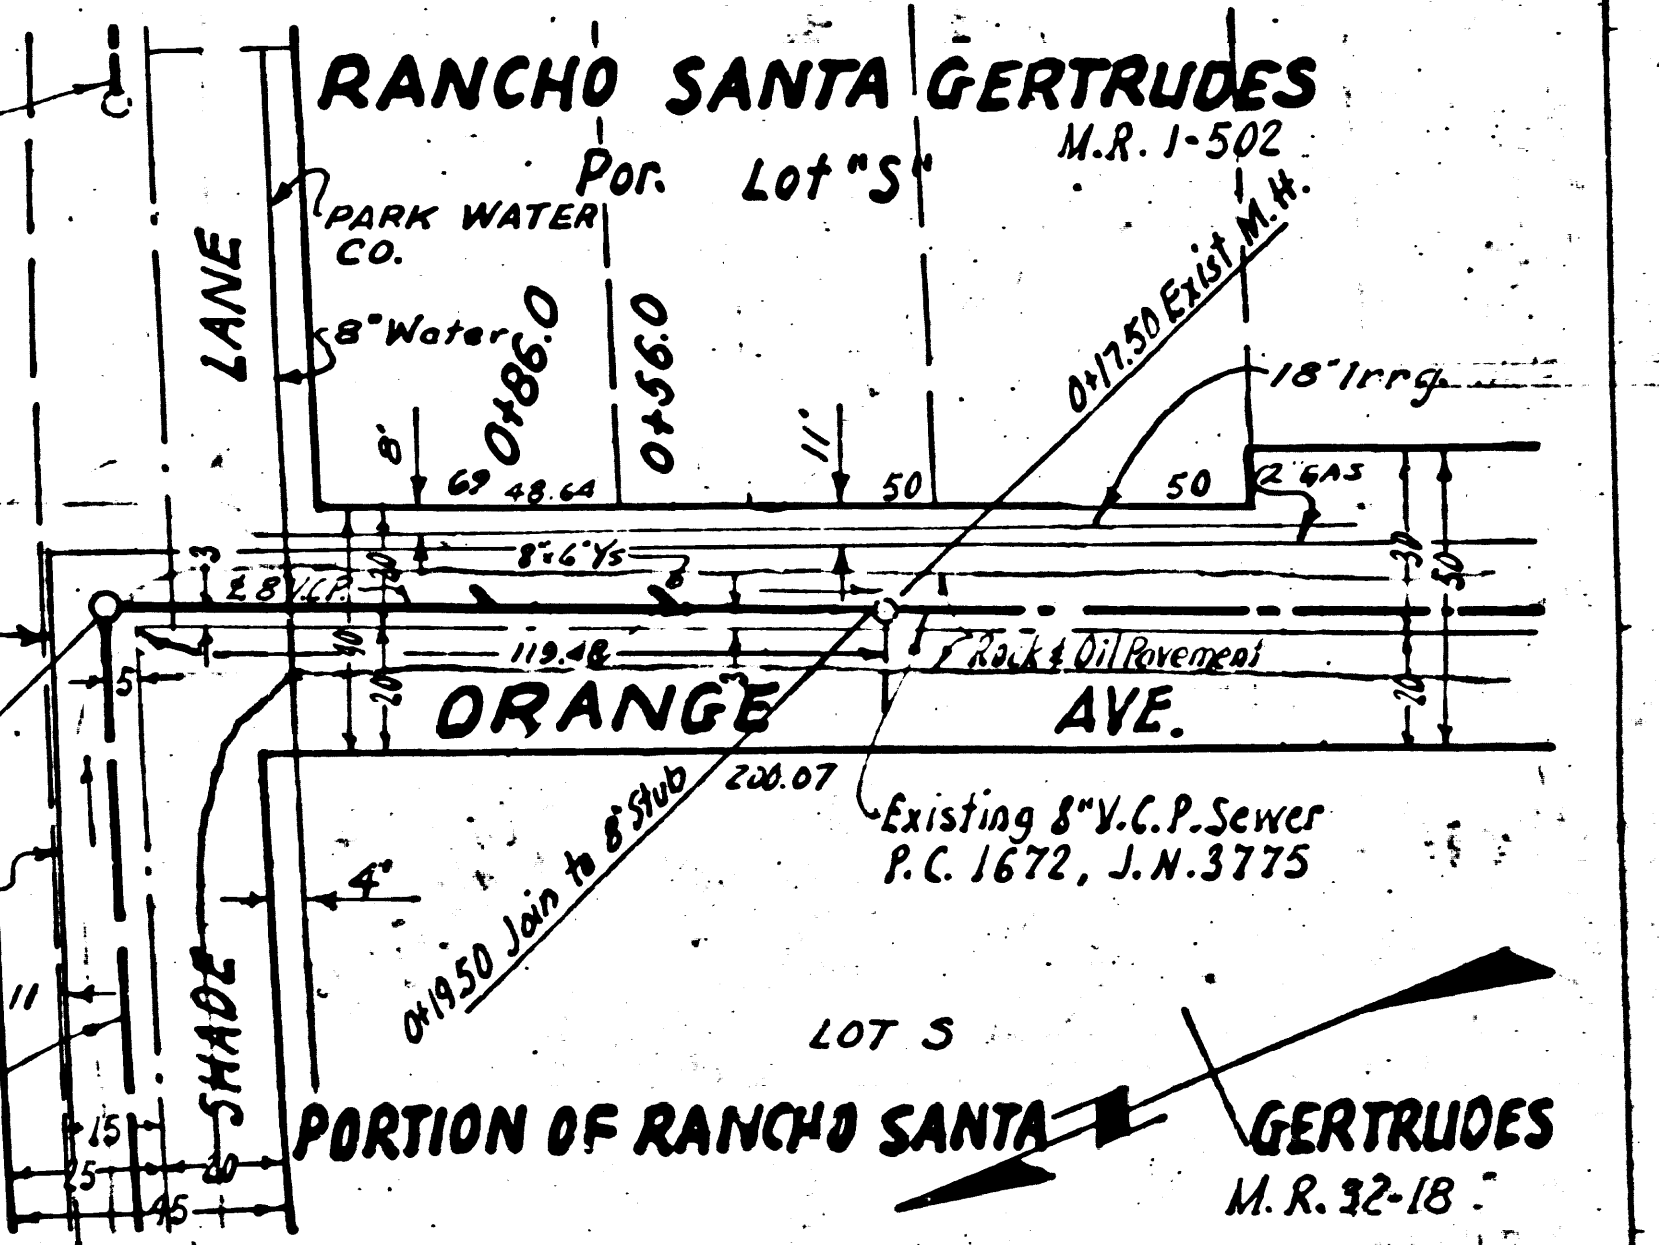 RANCHO SANTA GERTRUDES
M.R. 1-502
Por. Lot "S"
PARK WATER
CO.
LANE
8" Water
0+86.0
0+56.0
0+17.50 Exist. M.H.
18" Irrg.
8'
11'
69 48.64
50
50
2" GAS
3
8"x6" Ys
6'
20
30
50
℄ 8" V.C.P.
40
119.48
Rock & Oil Pavement
5
20
3
20
ORANGE AVE.
200.07
0+19.50 Join to 8" Stub
Existing 8" V.C.P. Sewer
P.C. 1672, J.N. 3775
4"
11
SHADE
LOT S
PORTION OF RANCHO SANTA GERTRUDES
M.R. 32-18
15
25
20
45